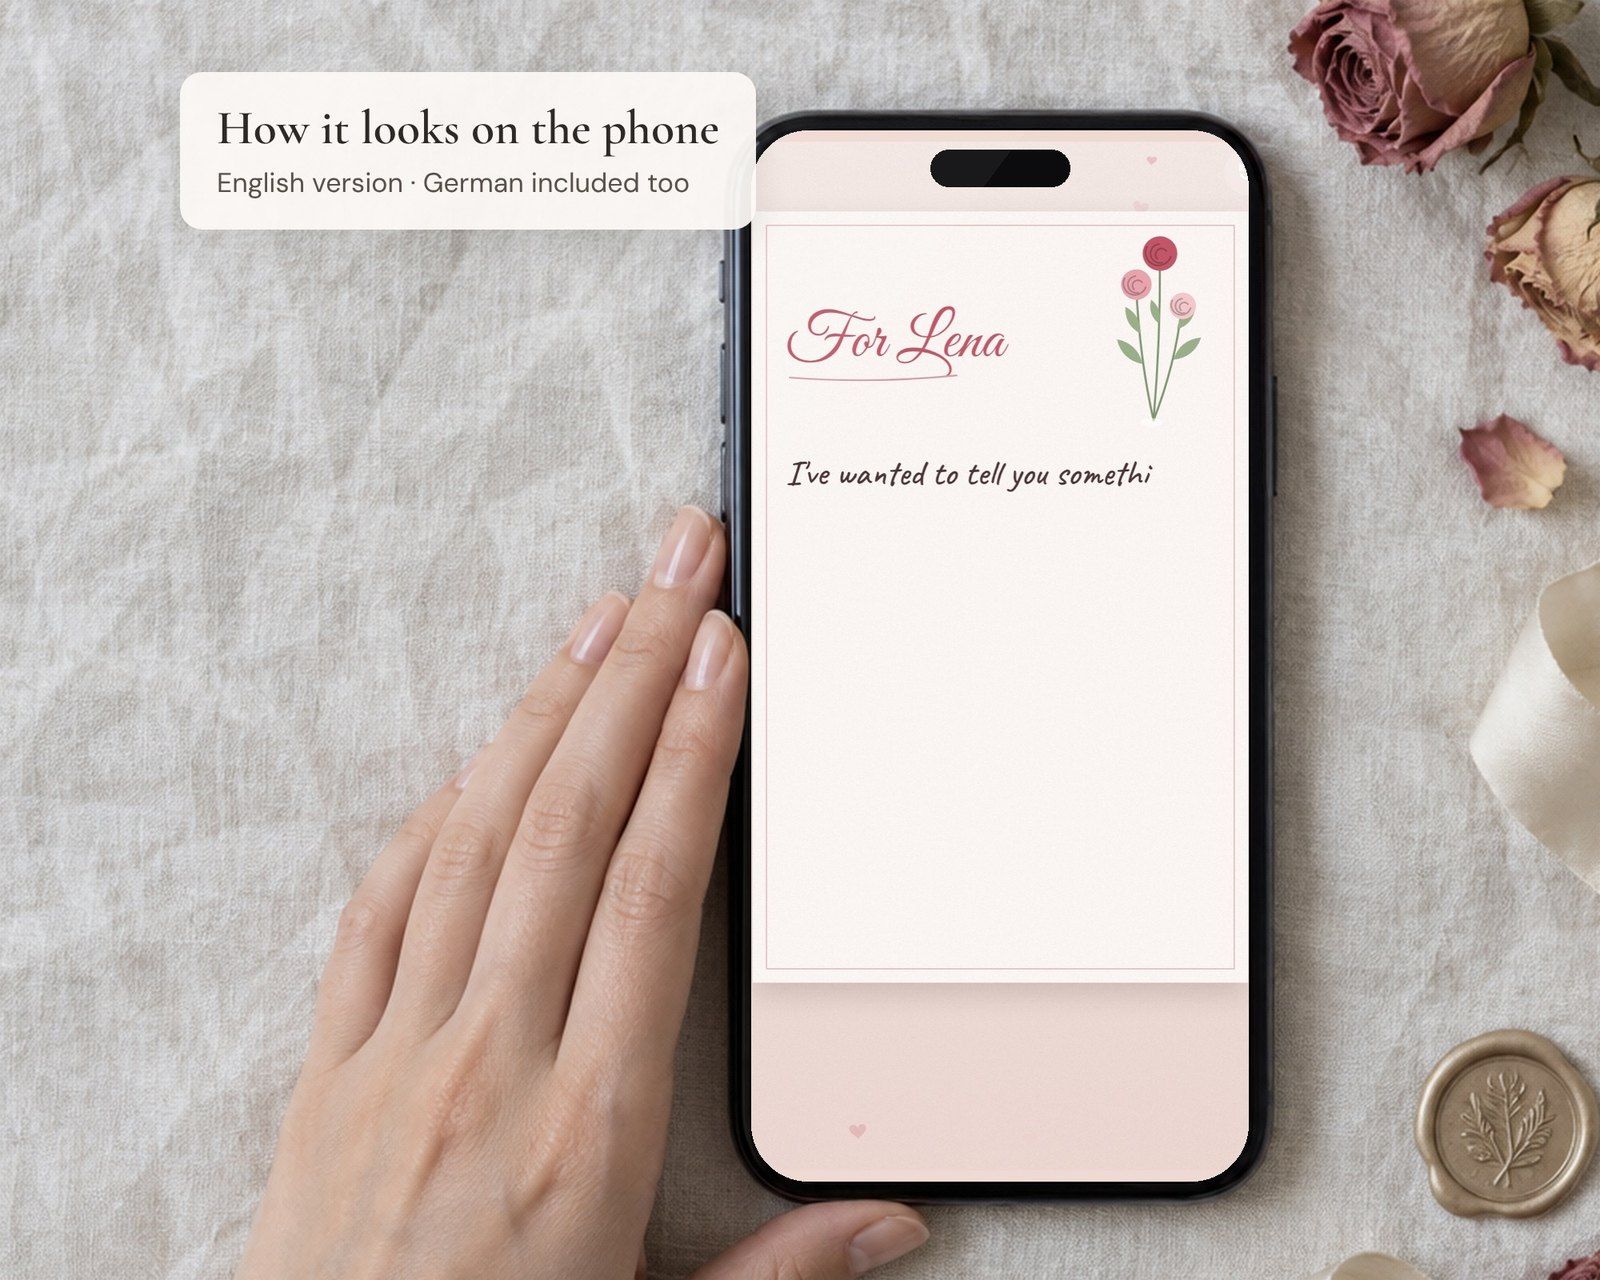 How it looks on the phone
English version · German included too
For Lena
I've wanted to tell you somethi